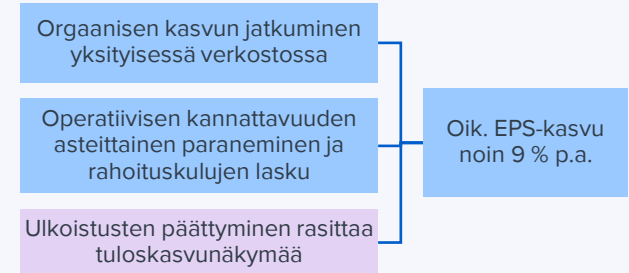 Orgaanisen kasvun jatkuminen
yksityisessä verkostossa
Operatiivisen kannattavuuden
asteittainen paraneminen ja
rahoituskulujen lasku
Ulkoistusten päättyminen rasittaa
tuloskasvunäkymää
Oik. EPS-kasvu
noin 9 % p.a.